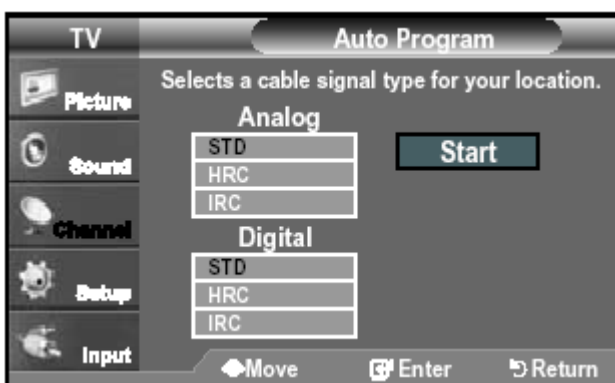 TV
Auto Program
Picture
Sound
Channel
Setup
Input
Selects a cable signal type for your location.
Analog
STD
HRC
IRC
Start
Digital
STD
HRC
IRC
Move
Enter
Return